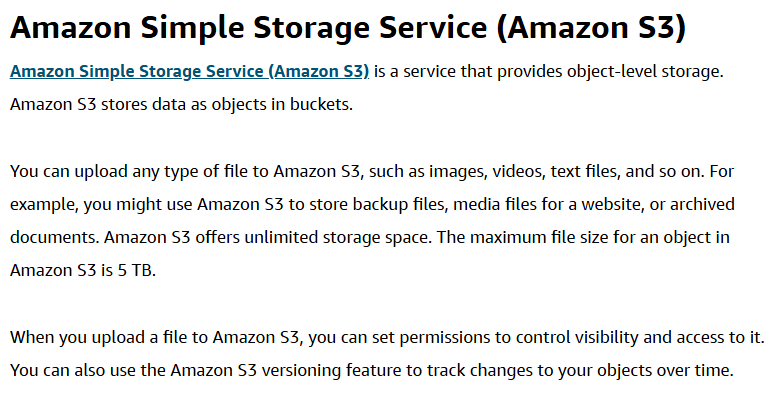 Amazon Simple Storage Service (Amazon S3)
Amazon Simple Storage Service (Amazon S3) is a service that provides object-level storage.
Amazon S3 stores data as objects in buckets.
You can upload any type of file to Amazon S3, such as images, videos, text files, and so on. For
example, you might use Amazon S3 to store backup files, media files for a website, or archived
documents. Amazon S3 offers unlimited storage space. The maximum file size for an object in
Amazon S3 is 5 TB.
When you upload a file to Amazon S3, you can set permissions to control visibility and access to it.
You can also use the Amazon S3 versioning feature to track changes to your objects over time.